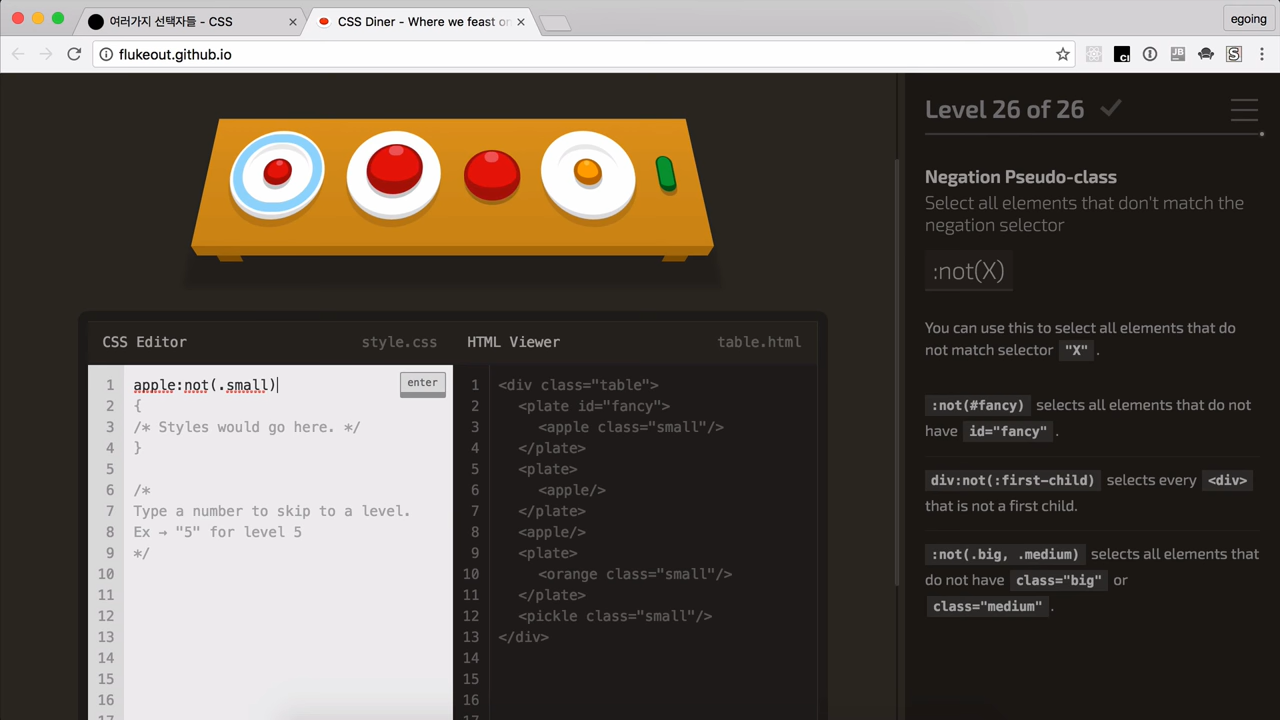 여러가지 선택자들 - CSS
CSS Diner - Where we feast on
egoing
flukeout.github.io
Level 26 of 26
Negation Pseudo-class
Select all elements that don't match the
negation selector
:not(X)
You can use this to select all elements that do
not match selector "X" .
:not(#fancy) selects all elements that do not
have id="fancy" .
div:not(:first-child) selects every <div>
that is not a first child.
:not(.big, .medium) selects all elements that
do not have class="big" or
class="medium" .
CSS Editor style.css
1 apple:not(.small) enter
2 {
3 /* Styles would go here. */
4 }
5
6 /*
7 Type a number to skip to a level.
8 Ex → "5" for level 5
9 */
10
11
12
13
14
15
16
HTML Viewer table.html
1 <div class="table">
2 <plate id="fancy">
3 <apple class="small"/>
4 </plate>
5 <plate>
6 <apple/>
7 </plate>
8 <apple/>
9 <plate>
10 <orange class="small"/>
11 </plate>
12 <pickle class="small"/>
13 </div>
14
15
16